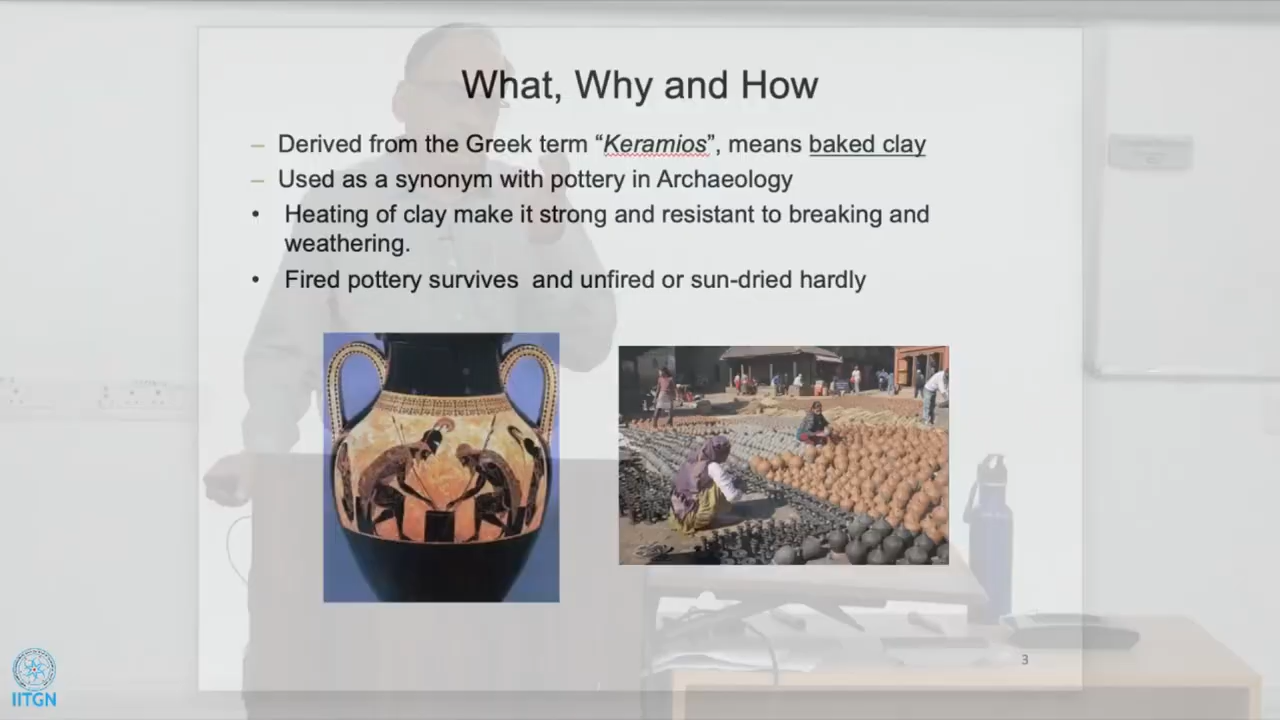 What, Why and How
– Derived from the Greek term “Keramios”, means baked clay
– Used as a synonym with pottery in Archaeology
• Heating of clay make it strong and resistant to breaking and
weathering.
• Fired pottery survives and unfired or sun-dried hardly
3
IITGN